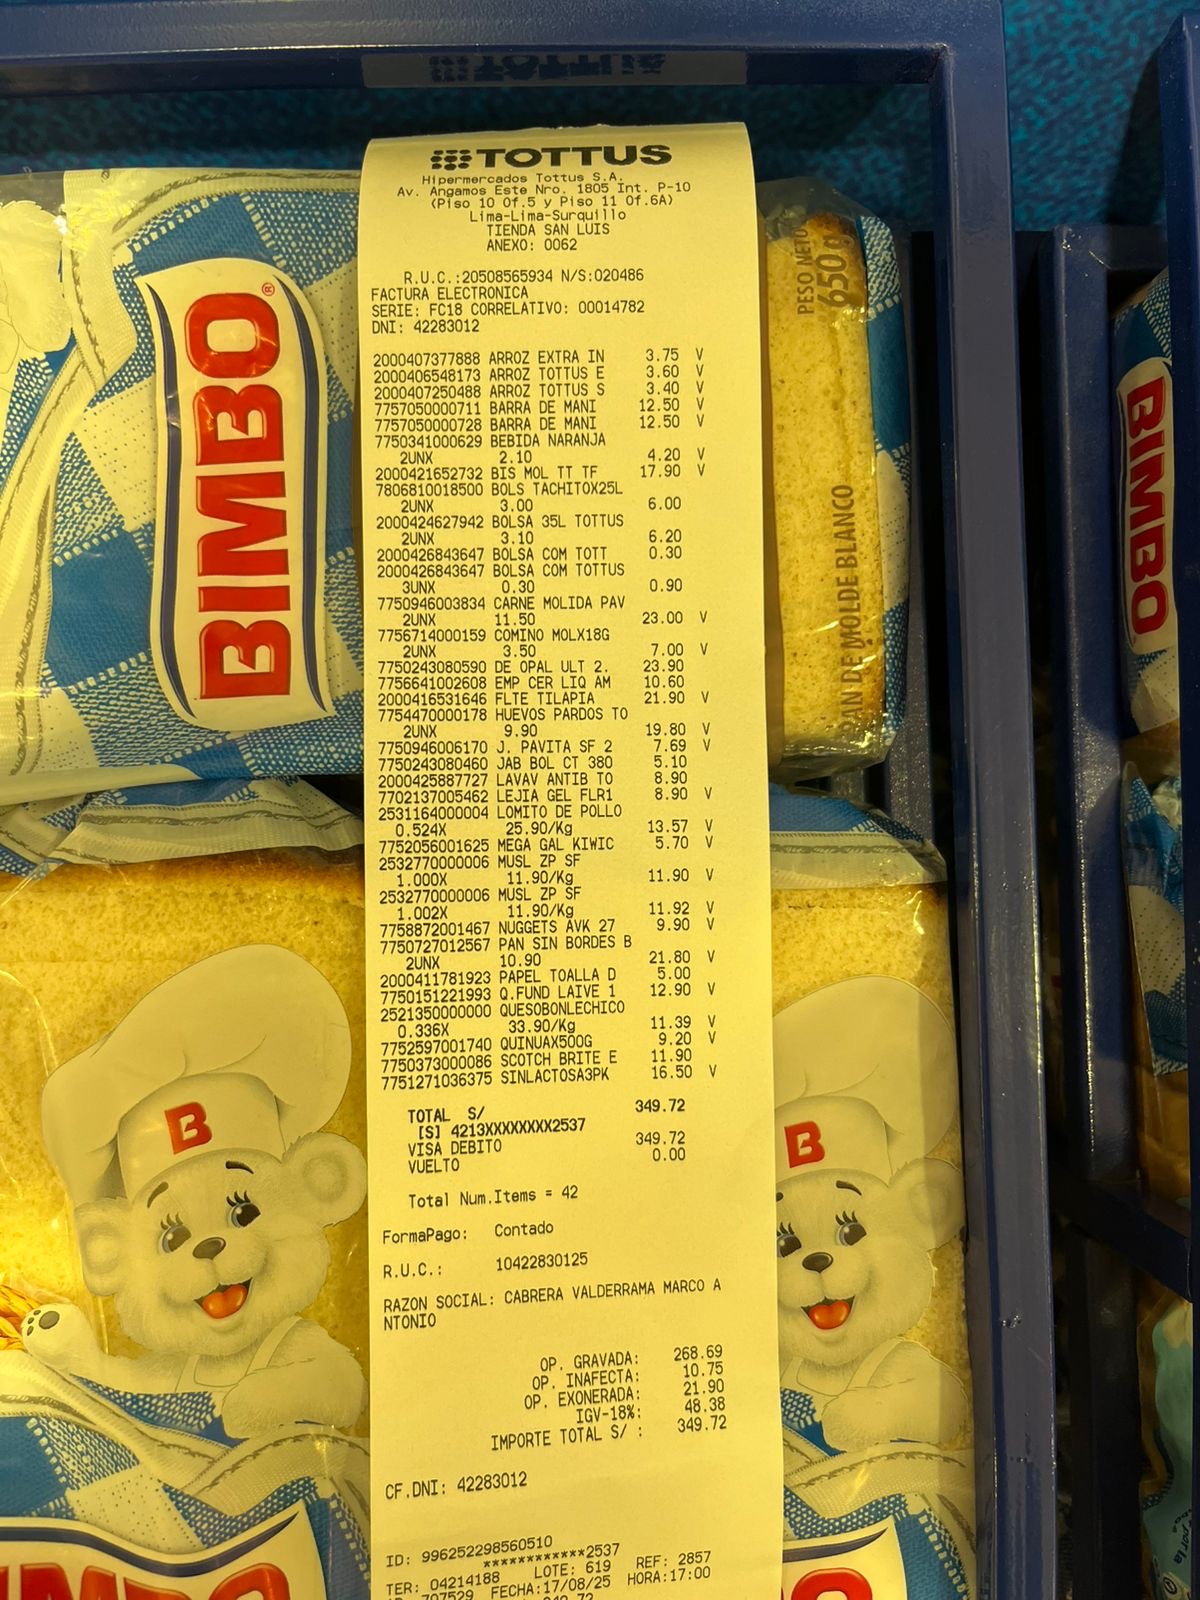 TOTTUS
Hipermercados Tottus S.A.
Av. Angamos Este Nro. 1805 Int. P-10
(Piso 10 Of.5 y Piso 11 Of.6A)
Lima-Lima-Surquillo
TIENDA SAN LUIS
ANEXO: 0062
R.U.C.:20508565934 N/S:020486
FACTURA ELECTRONICA
SERIE: FC18 CORRELATIVO: 00014782
DNI: 42283012
2000407377888 ARROZ EXTRA IN 3.75 V
2000406548173 ARROZ TOTTUS E 3.60 V
2000407250488 ARROZ TOTTUS S 3.40 V
7757050000711 BARRA DE MANI 12.50 V
7757050000728 BARRA DE MANI 12.50 V
7750341000629 BEBIDA NARANJA
2UNX 2.10 4.20 V
2000421652732 BIS MOL TT TF 17.90 V
7806810018500 BOLS TACHITOX25L
2UNX 3.00 6.00
2000424627942 BOLSA 35L TOTTUS
2UNX 3.10 6.20
2000426843647 BOLSA COM TOTT 0.30
2000426843647 BOLSA COM TOTTUS
3UNX 0.30 0.90
7750946003834 CARNE MOLIDA PAV
2UNX 11.50 23.00 V
7756714000159 COMINO MOLX18G
2UNX 3.50 7.00 V
7750243080590 DE OPAL ULT 2. 23.90
7756641002608 EMP CER LIQ AM 10.60
2000416531646 FLTE TILAPIA 21.90 V
7754470000178 HUEVOS PARDOS TO
2UNX 9.90 19.80 V
7750946006170 J. PAVITA SF 2 7.69 V
7750243080460 JAB BOL CT 380 5.10
2000425887727 LAVAV ANTIB TO 8.90
7702137005462 LEJIA GEL FLR1 8.90 V
2531164000004 LOMITO DE POLLO
0.524X 25.90/Kg 13.57 V
7752056001625 MEGA GAL KIWIC 5.70 V
2532770000006 MUSL ZP SF
1.000X 11.90/Kg 11.90 V
2532770000006 MUSL ZP SF
1.002X 11.90/Kg 11.92 V
7758872001467 NUGGETS AVK 27 9.90 V
7750727012567 PAN SIN BORDES B
2UNX 10.90 21.80 V
2000411781923 PAPEL TOALLA D 5.00
7750151221993 Q.FUND LAIVE 1 12.90 V
2521350000000 QUESOBONLECHICO
0.336X 33.90/Kg 11.39 V
7752597001740 QUINUAX500G 9.20 V
7750373000086 SCOTCH BRITE E 11.90
7751271036375 SINLACTOSA3PK 16.50 V
TOTAL S/ 349.72
[S] 4213XXXXXXXX2537
VISA DEBITO 349.72
VUELTO 0.00
Total Num.Items = 42
FormaPago: Contado
R.U.C.: 10422830125
RAZON SOCIAL: CABRERA VALDERRAMA MARCO A
NTONIO
OP. GRAVADA: 268.69
OP. INAFECTA: 10.75
OP. EXONERADA: 21.90
IGV-18%: 48.38
IMPORTE TOTAL S/ : 349.72
CF.DNI: 42283012
ID: 996252298560510
************2537
TER: 04214188 LOTE: 619 REF: 2857
FECHA:17/08/25 HORA:17:00
BIMBO®
PESO NETO
650g
PAN DE MOLDE BLANCO
BIMBO
B
B